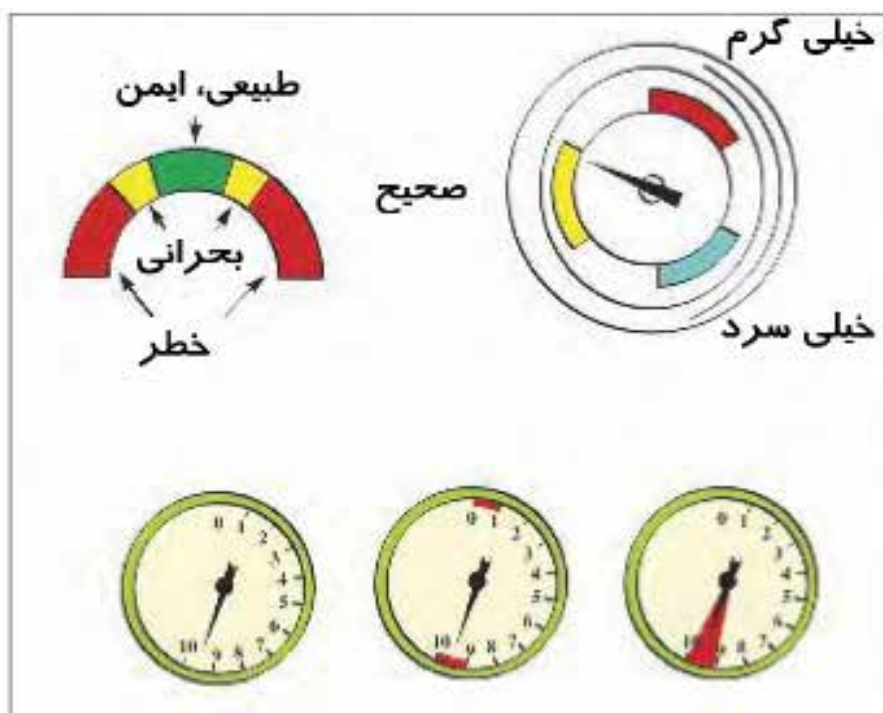 خیلی گرم
طبیعی، ایمن
صحیح
بحرانی
خیلی سرد
خطر
0 1 2 3 4 5 6 7 8 9 10
0 1 2 3 4 5 6 7 8 9 10
0 1 2 3 4 5 6 7 8 9 10